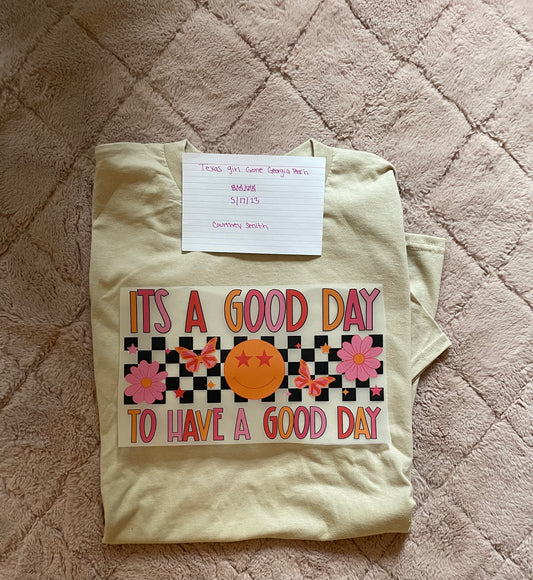 Texas girl Gone Georgia Peach
5/17/23
Courtney Smith
ITS A GOOD DAY
TO HAVE A GOOD DAY